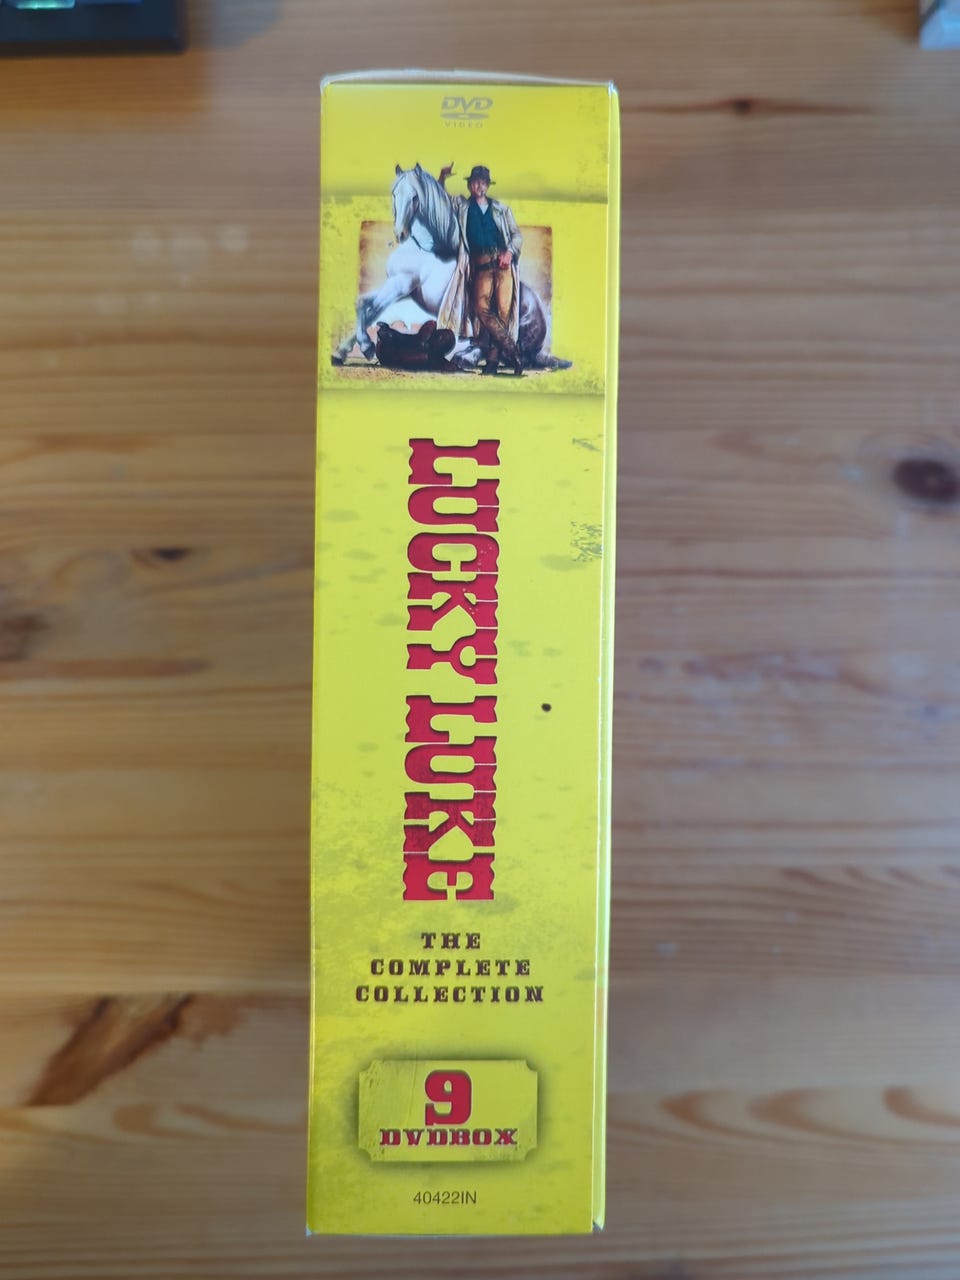 DVD
VIDEO
LUCKY LUKE
THE
COMPLETE
COLLECTION
9
DVDBOX
40422IN